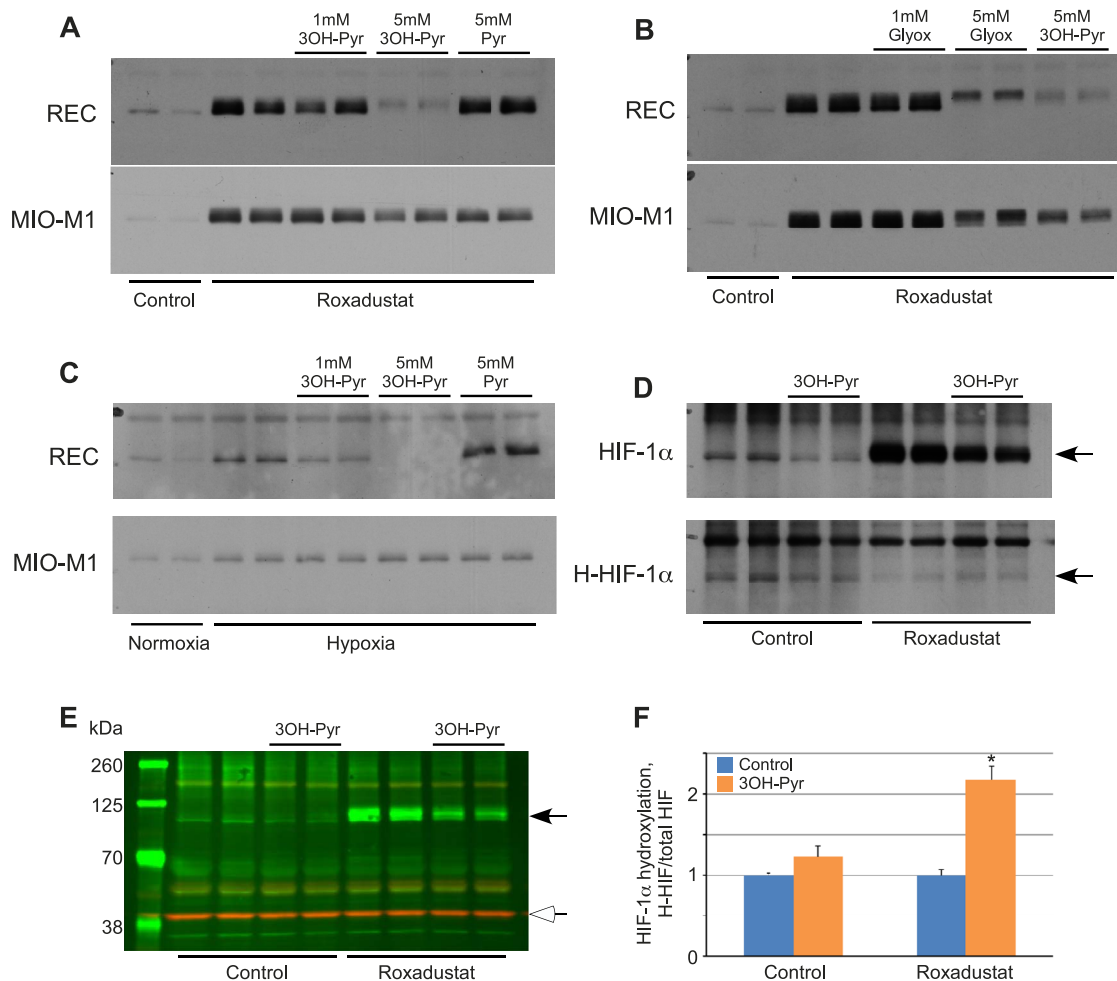 A
1mM
3OH-Pyr
5mM
3OH-Pyr
5mM
Pyr
REC
MIO-M1
Control
Roxadustat
B
1mM
Glyox
5mM
Glyox
5mM
3OH-Pyr
REC
MIO-M1
Control
Roxadustat
C
1mM
3OH-Pyr
5mM
3OH-Pyr
5mM
Pyr
REC
MIO-M1
Normoxia
Hypoxia
D
3OH-Pyr
3OH-Pyr
HIF-1α
H-HIF-1α
Control
Roxadustat
E
kDa
3OH-Pyr
3OH-Pyr
260
125
70
38
Control
Roxadustat
F
HIF-1α hydroxylation,
H-HIF/total HIF
Control
3OH-Pyr
*
2
1
0
Control
Roxadustat